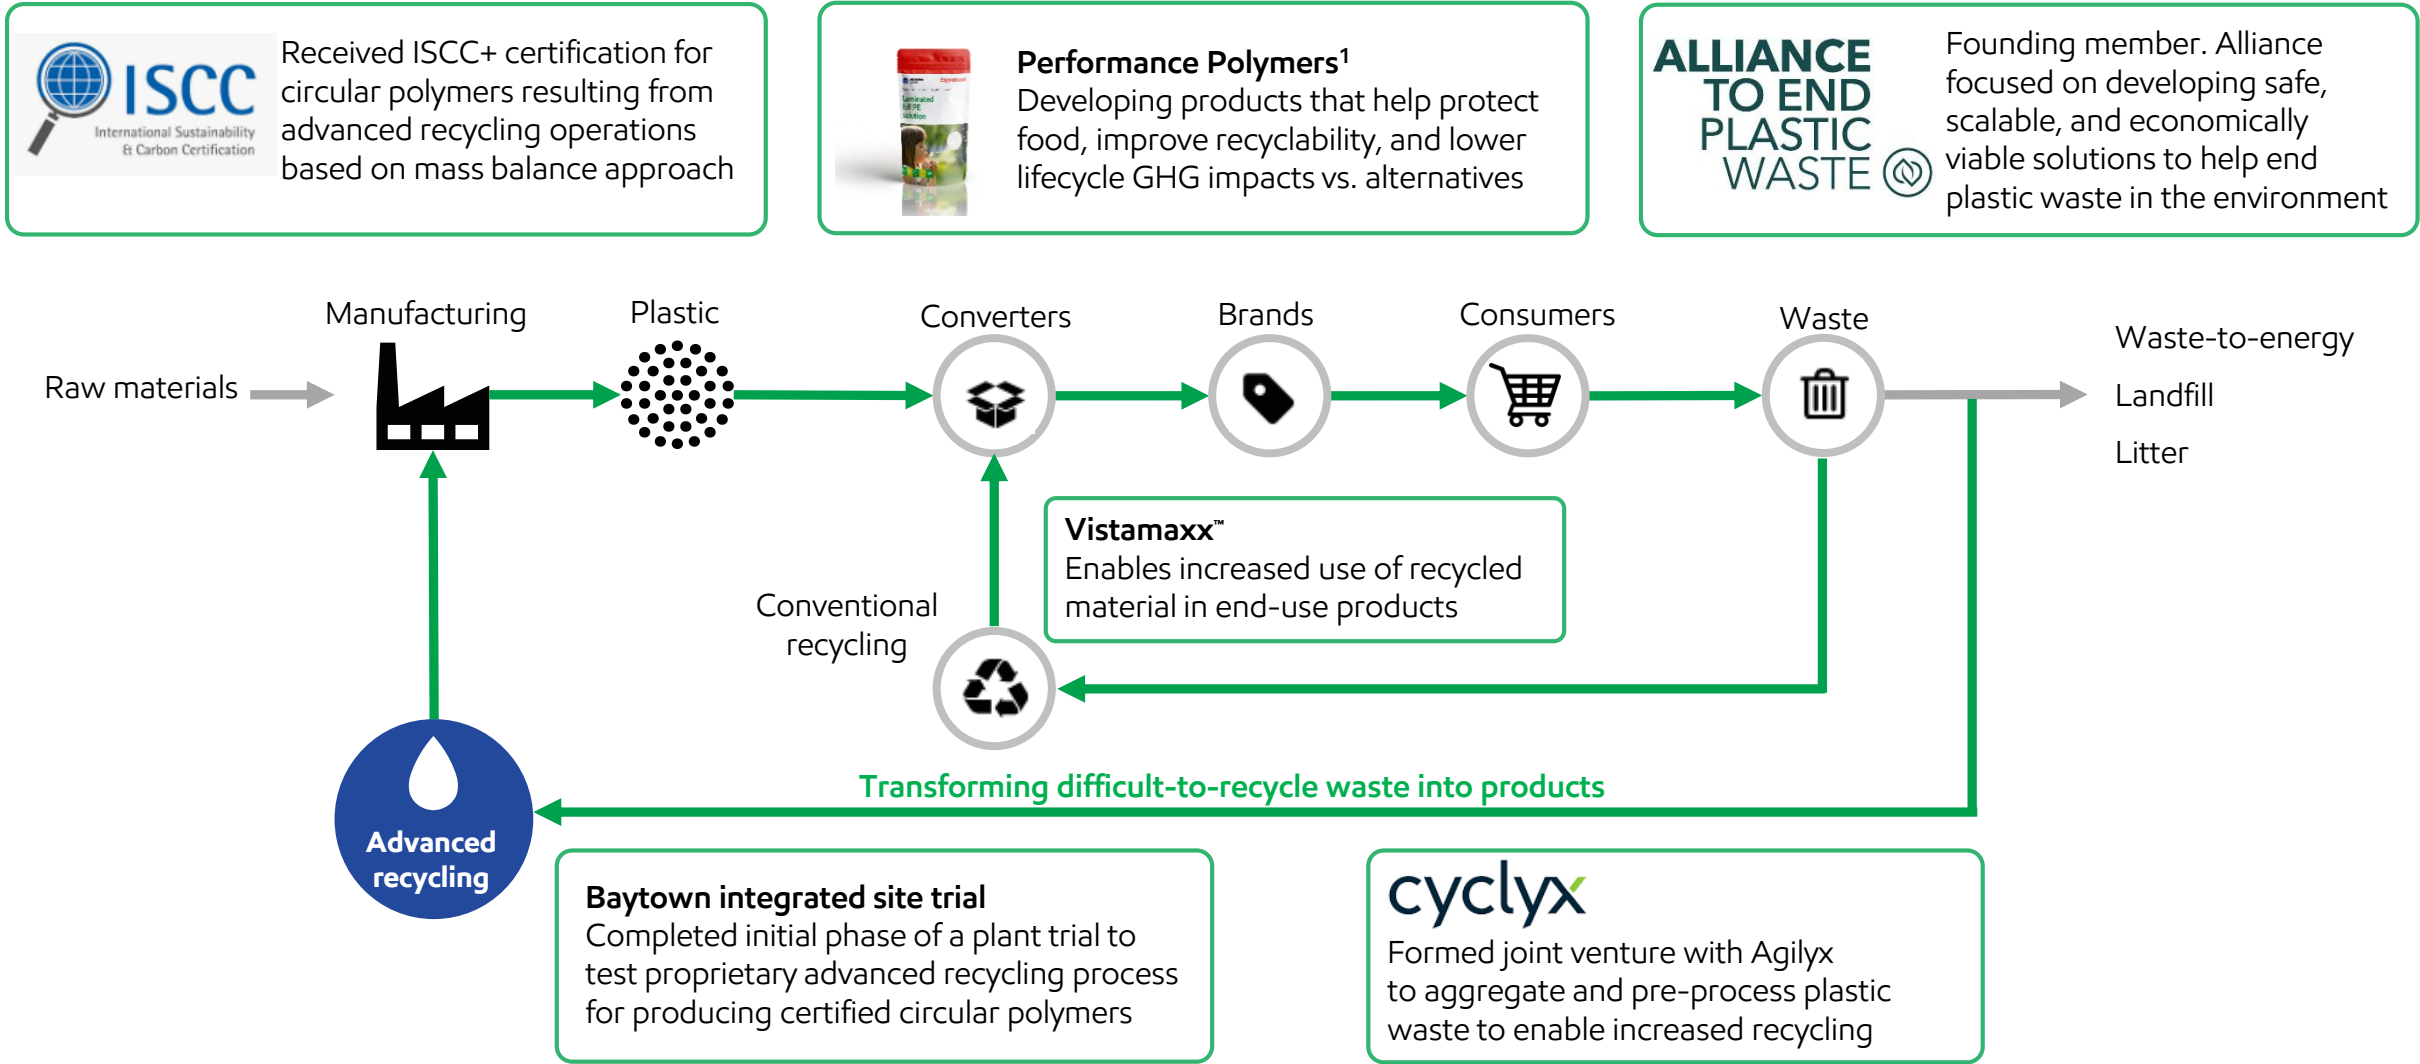 ISCC
International Sustainability
& Carbon Certification
Received ISCC+ certification for
circular polymers resulting from
advanced recycling operations
based on mass balance approach
Laminated
full PE
solution
Performance Polymers¹
Developing products that help protect
food, improve recyclability, and lower
lifecycle GHG impacts vs. alternatives
ALLIANCE
TO END
PLASTIC
WASTE
Founding member. Alliance
focused on developing safe,
scalable, and economically
viable solutions to help end
plastic waste in the environment
Raw materials
Manufacturing
Plastic
Converters
Brands
Consumers
Waste
Waste-to-energy
Landfill
Litter
Vistamaxx™
Enables increased use of recycled
material in end-use products
Conventional
recycling
Transforming difficult-to-recycle waste into products
Advanced
recycling
Baytown integrated site trial
Completed initial phase of a plant trial to
test proprietary advanced recycling process
for producing certified circular polymers
cyclyx
Formed joint venture with Agilyx
to aggregate and pre-process plastic
waste to enable increased recycling